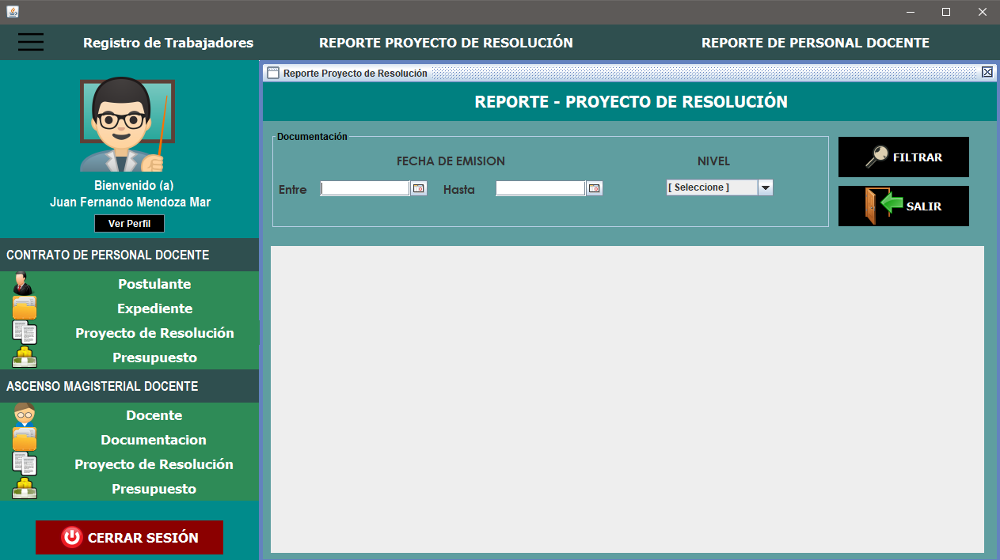 Registro de Trabajadores
REPORTE PROYECTO DE RESOLUCIÓN
REPORTE DE PERSONAL DOCENTE
Bienvenido (a)
Juan Fernando Mendoza Mar
Ver Perfil
CONTRATO DE PERSONAL DOCENTE
Postulante
Expediente
Proyecto de Resolución
Presupuesto
ASCENSO MAGISTERIAL DOCENTE
Docente
Documentacion
Proyecto de Resolución
Presupuesto
CERRAR SESIÓN
Reporte Proyecto de Resolución
REPORTE - PROYECTO DE RESOLUCIÓN
Documentación
FECHA DE EMISION
NIVEL
Entre
Hasta
[ Seleccione ]
FILTRAR
SALIR